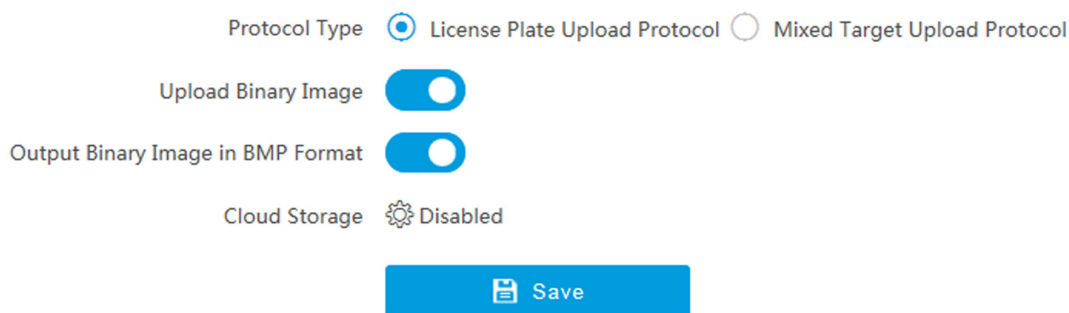 Protocol Type License Plate Upload Protocol Mixed Target Upload Protocol
Upload Binary Image
Output Binary Image in BMP Format
Cloud Storage Disabled
Save